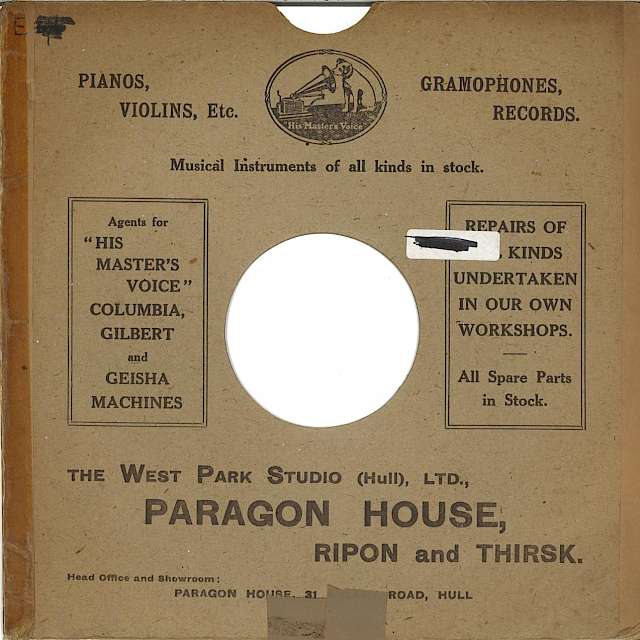 PIANOS,
VIOLINS, Etc.
GRAMOPHONES,
RECORDS.
"His Master's Voice"
Musical Instruments of all kinds in stock.
Agents for
"HIS
MASTER'S
VOICE"
COLUMBIA,
GILBERT
and
GEISHA
MACHINES
REPAIRS OF
KINDS
UNDERTAKEN
IN OUR OWN
WORKSHOPS.
All Spare Parts
in Stock.
THE WEST PARK STUDIO (Hull), LTD.,
PARAGON HOUSE,
RIPON and THIRSK.
Head Office and Showroom:
PARAGON HOUSE, 31 ROAD, HULL